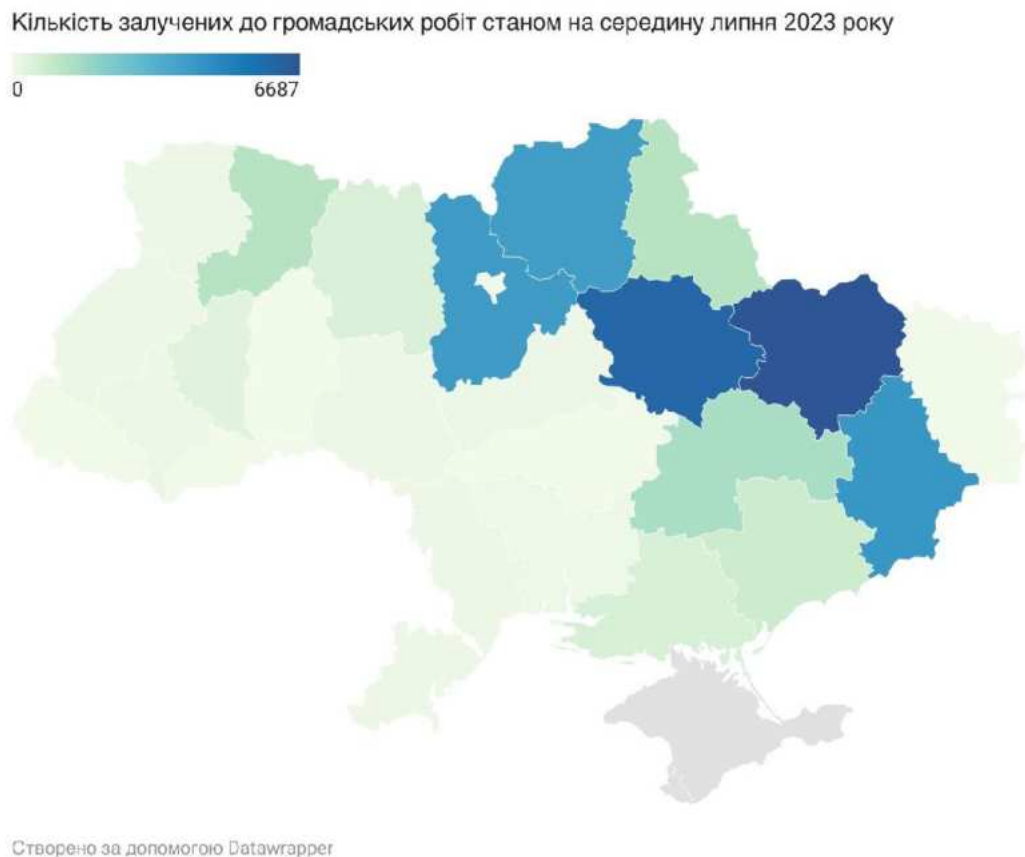 Кількість залучених до громадських робіт станом на середину липня 2023 року
0 6687
Створено за допомогою Datawrapper